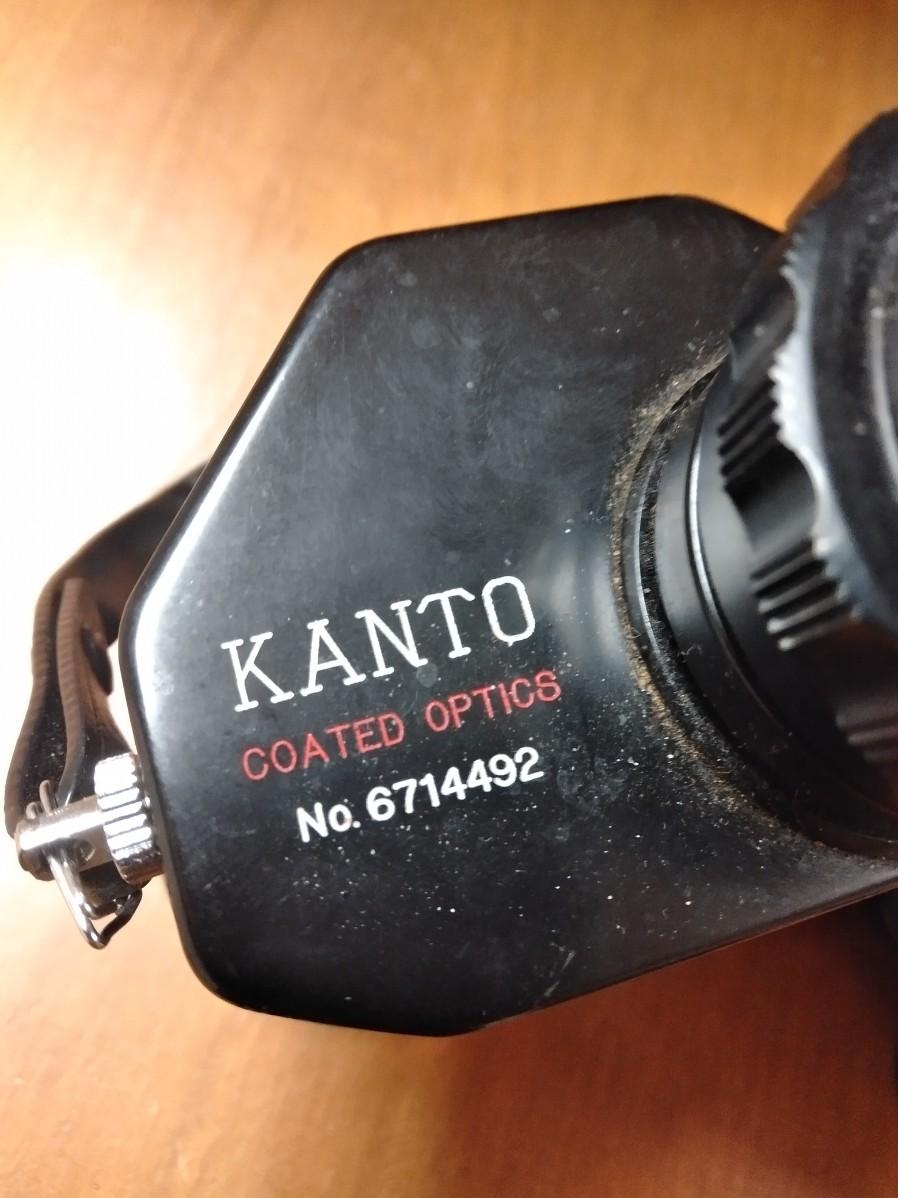 KANTO
COATED OPTICS
No. 6714492